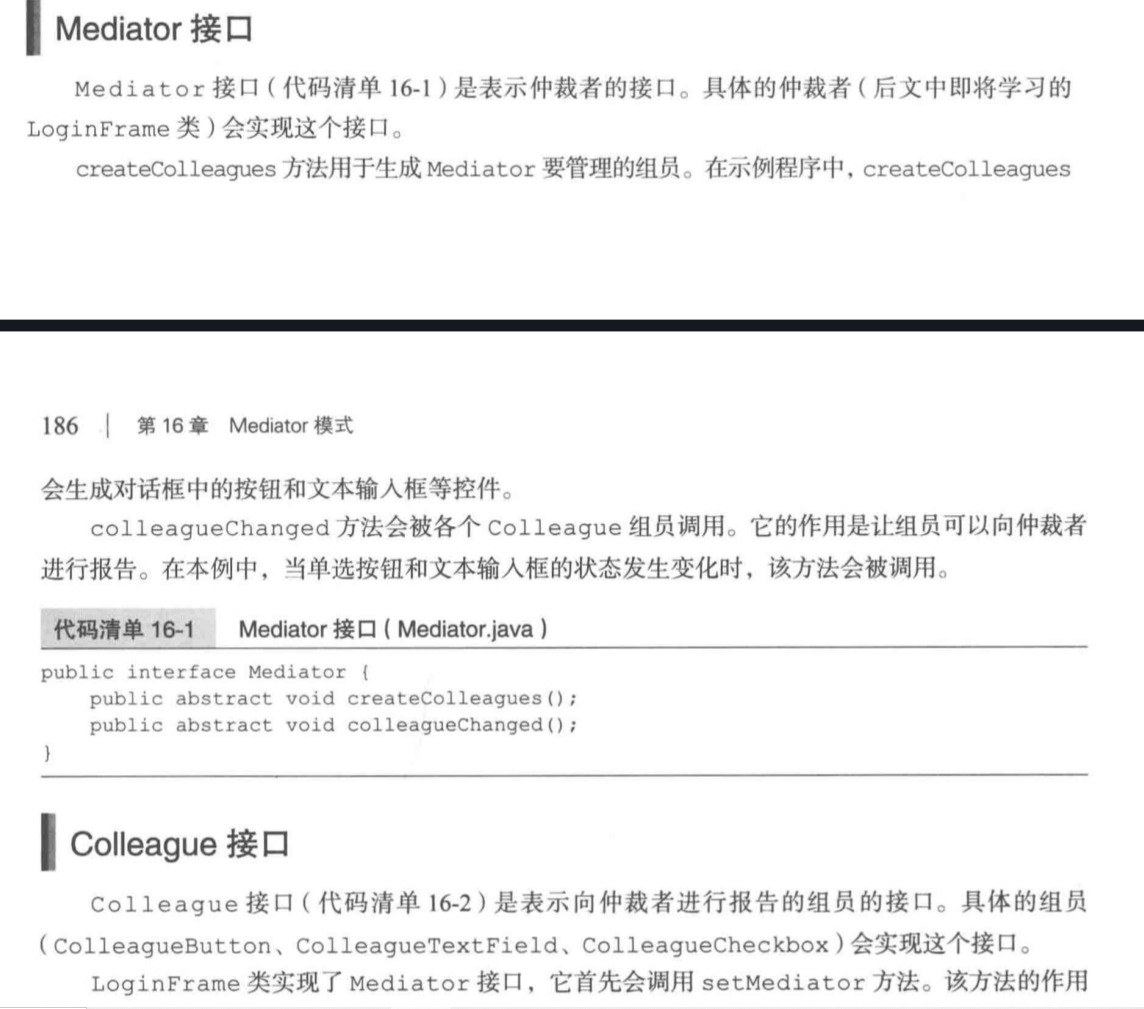 Mediator 接口
Mediator 接口（代码清单 16-1）是表示仲裁者的接口。具体的仲裁者（后文中即将学习的
LoginFrame 类）会实现这个接口。
createColleagues 方法用于生成 Mediator 要管理的组员。在示例程序中，createColleagues
186 | 第 16 章 Mediator 模式
会生成对话框中的按钮和文本输入框等控件。
colleagueChanged 方法会被各个 Colleague 组员调用。它的作用是让组员可以向仲裁者
进行报告。在本例中，当单选按钮和文本输入框的状态发生变化时，该方法会被调用。
代码清单 16-1 Mediator 接口（Mediator.java）
public interface Mediator {
    public abstract void createColleagues();
    public abstract void colleagueChanged();
}
Colleague 接口
Colleague 接口（代码清单 16-2）是表示向仲裁者进行报告的组员的接口。具体的组员
（ColleagueButton、ColleagueTextField、ColleagueCheckbox）会实现这个接口。
LoginFrame 类实现了 Mediator 接口，它首先会调用 setMediator 方法。该方法的作用